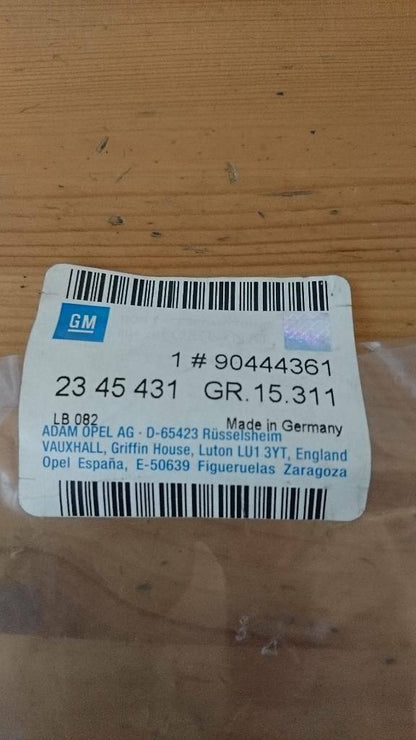 GM
1 # 90444361
23 45 431 GR.15.311
LB 082 Made in Germany
ADAM OPEL AG · D-65423 Rüsselsheim
VAUXHALL, Griffin House, Luton LU1 3YT, England
Opel España, E-50639 Figueruelas Zaragoza